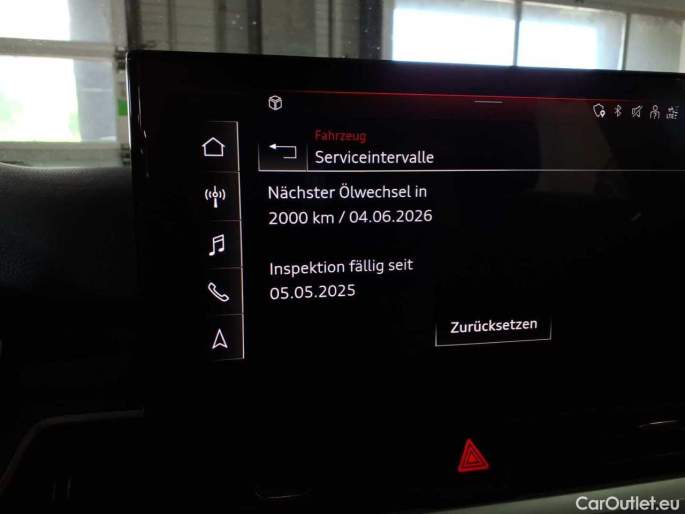 Fahrzeug
Serviceintervalle
Nächster Ölwechsel in
2000 km / 04.06.2026
Inspektion fällig seit
05.05.2025
Zurücksetzen
CarOutlet.eu